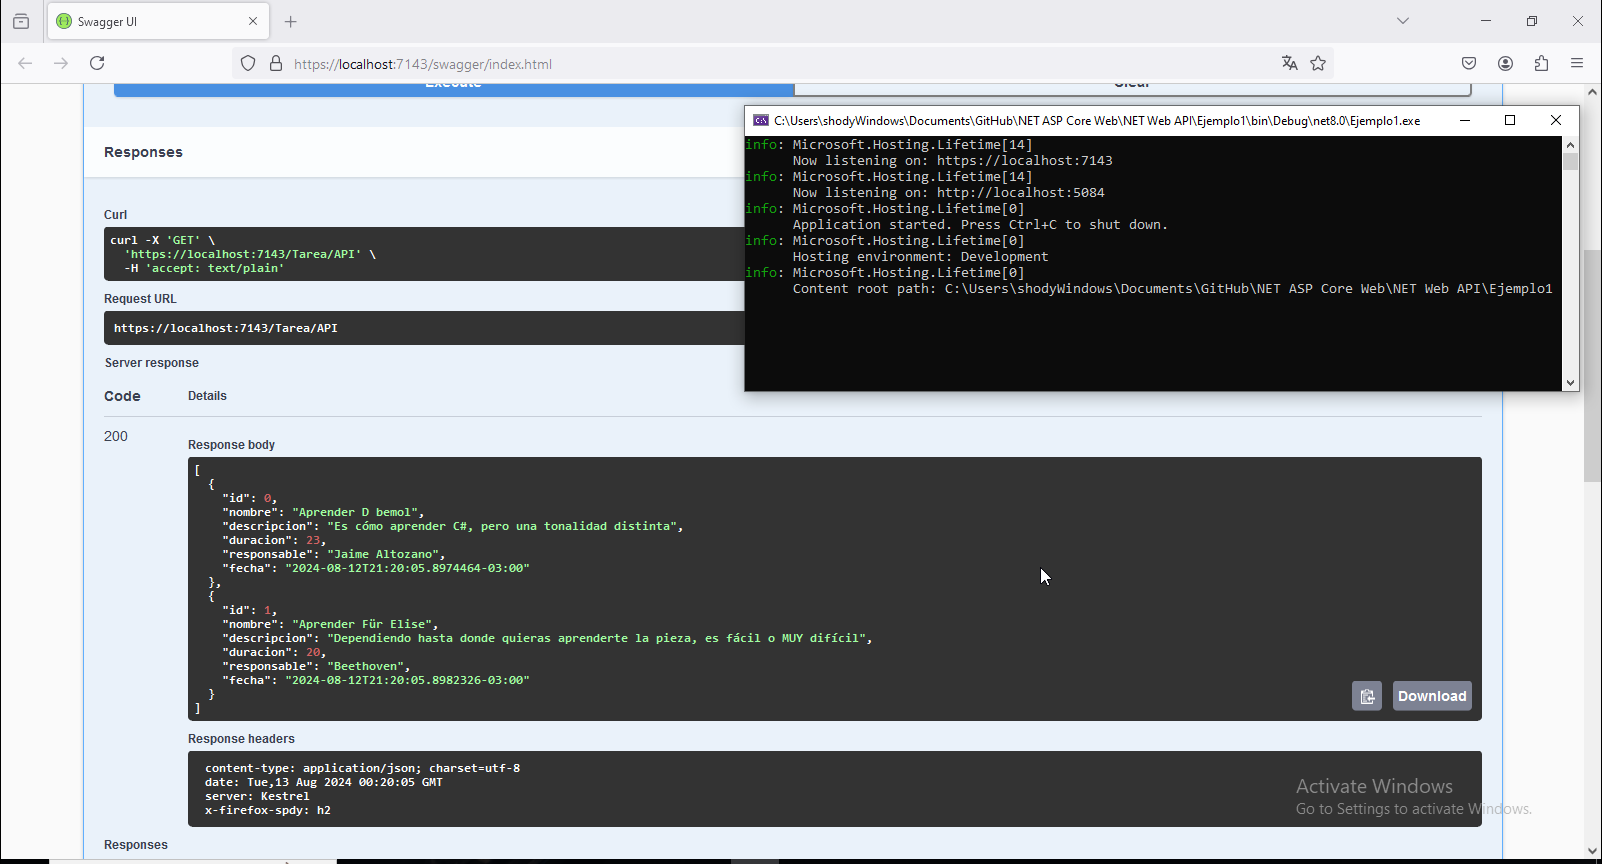 Swagger UI
https://localhost:7143/swagger/index.html
Execute
Clear
C:\Users\shodyWindows\Documents\GitHub\NET ASP Core Web\NET Web API\Ejemplo1\bin\Debug\net8.0\Ejemplo1.exe
info: Microsoft.Hosting.Lifetime[14]
Now listening on: https://localhost:7143
info: Microsoft.Hosting.Lifetime[14]
Now listening on: http://localhost:5084
info: Microsoft.Hosting.Lifetime[0]
Application started. Press Ctrl+C to shut down.
info: Microsoft.Hosting.Lifetime[0]
Hosting environment: Development
info: Microsoft.Hosting.Lifetime[0]
Content root path: C:\Users\shodyWindows\Documents\GitHub\NET ASP Core Web\NET Web API\Ejemplo1
Responses
Curl
curl -X 'GET' \
'https://localhost:7143/Tarea/API' \
-H 'accept: text/plain'
Request URL
https://localhost:7143/Tarea/API
Server response
Code Details
200
Response body
[
{
"id": 0,
"nombre": "Aprender D bemol",
"descripcion": "Es cómo aprender C#, pero una tonalidad distinta",
"duracion": 23,
"responsable": "Jaime Altozano",
"fecha": "2024-08-12T21:20:05.8974464-03:00"
},
{
"id": 1,
"nombre": "Aprender Für Elise",
"descripcion": "Dependiendo hasta donde quieras aprenderte la pieza, es fácil o MUY difícil",
"duracion": 20,
"responsable": "Beethoven",
"fecha": "2024-08-12T21:20:05.8982326-03:00"
}
]
Download
Response headers
content-type: application/json; charset=utf-8
date: Tue,13 Aug 2024 00:20:05 GMT
server: Kestrel
x-firefox-spdy: h2
Activate Windows
Go to Settings to activate Windows.
Responses